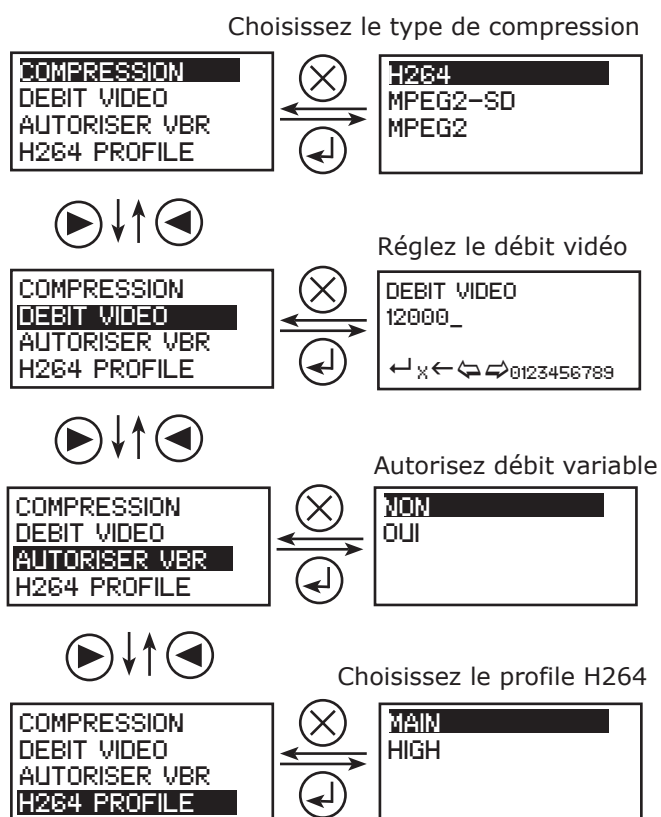 Choisissez le type de compression
COMPRESSION
DEBIT VIDEO
AUTORISER VBR
H264 PROFILE
H264
MPEG2-SD
MPEG2
Réglez le débit vidéo
COMPRESSION
DEBIT VIDEO
AUTORISER VBR
H264 PROFILE
DEBIT VIDEO
12000_
↵ x ← ⇦ ⇨ 0123456789
Autorisez débit variable
COMPRESSION
DEBIT VIDEO
AUTORISER VBR
H264 PROFILE
NON
OUI
Choisissez le profile H264
COMPRESSION
DEBIT VIDEO
AUTORISER VBR
H264 PROFILE
MAIN
HIGH